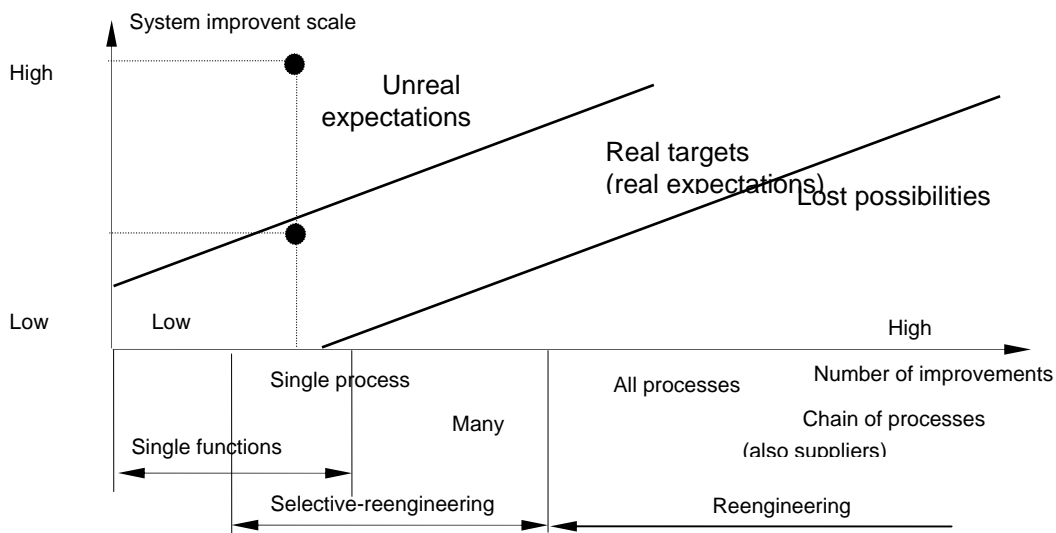 System improvent scale
High
Unreal
expectations
Real targets
(real expectations)
Lost possibilities
Low
Low
High
Single process
All processes
Number of improvements
Many
Chain of processes
Single functions
(also suppliers)
Selective-reengineering
Reengineering